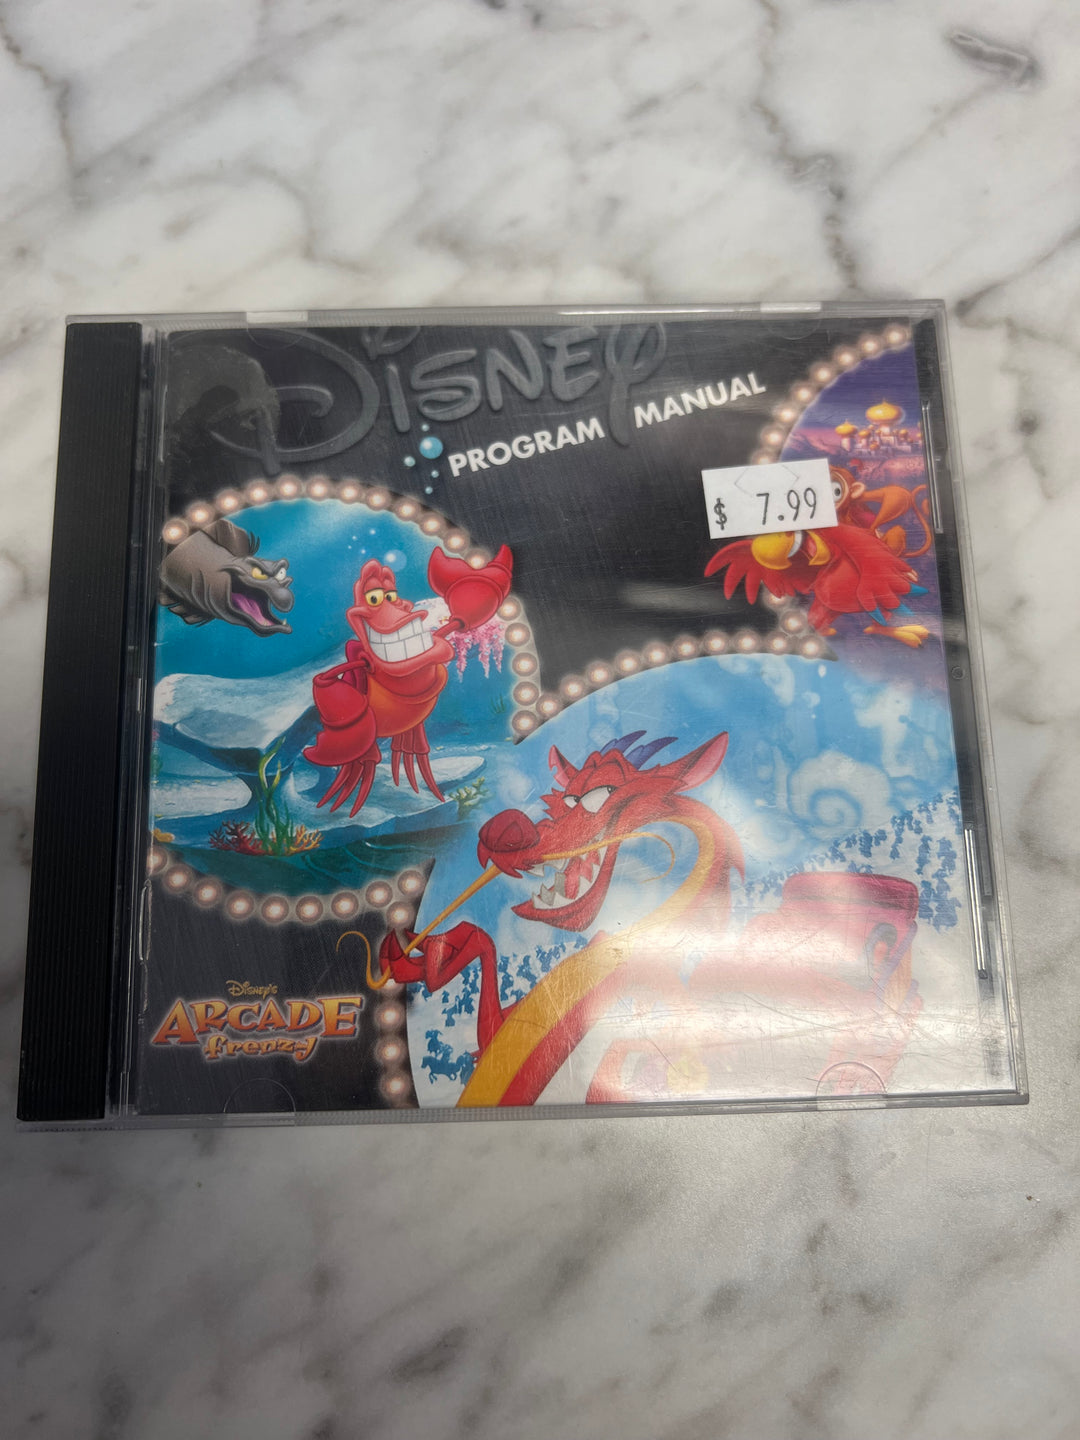 DISNEY
PROGRAM MANUAL
$ 7.99
DISNEY'S
ARCADE
frenzy